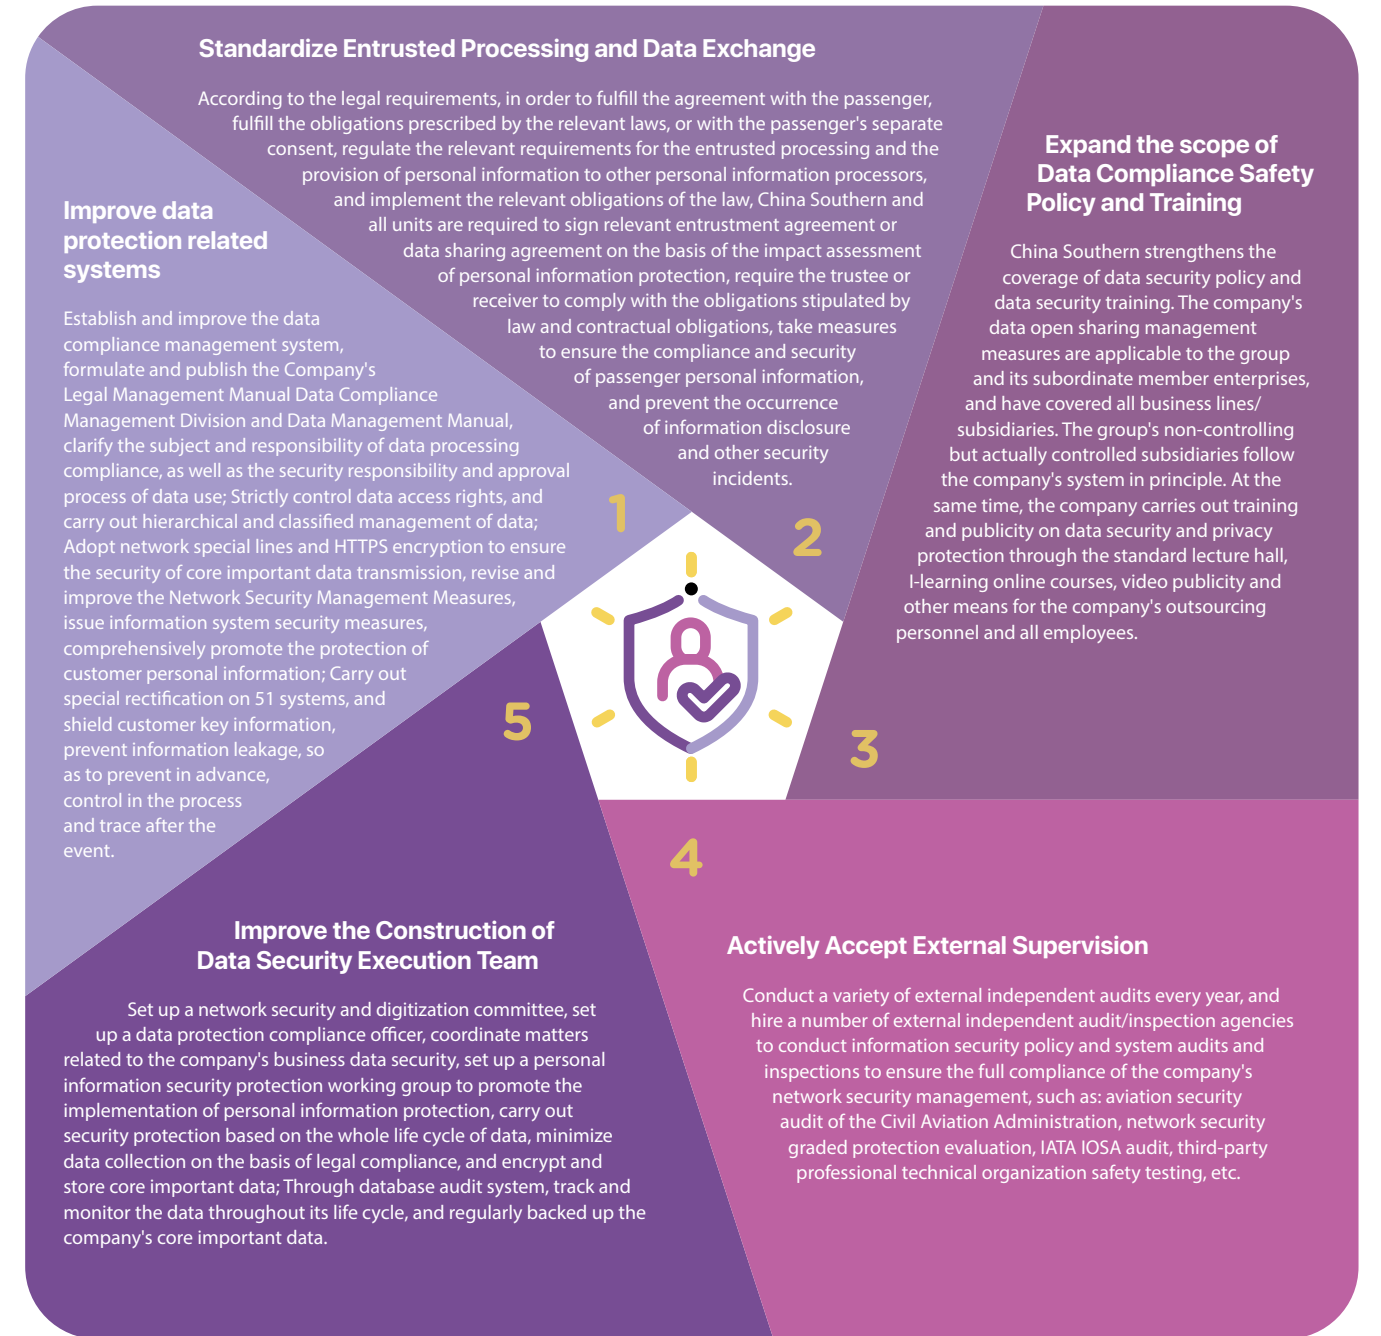 Improve data
protection related
systems
Establish and improve the data
compliance management system,
formulate and publish the Company's
Legal Management Manual Data Compliance
Management Division and Data Management Manual,
clarify the subject and responsibility of data processing
compliance, as well as the security responsibility and approval
process of data use; Strictly control data access rights, and
carry out hierarchical and classified management of data;
Adopt network special lines and HTTPS encryption to ensure
the security of core important data transmission, revise and
improve the Network Security Management Measures,
issue information system security measures,
comprehensively promote the protection of
customer personal information; Carry out
special rectification on 51 systems, and
shield customer key information,
prevent information leakage, so
as to prevent in advance,
control in the process
and trace after the
event.
1
Standardize Entrusted Processing and Data Exchange
According to the legal requirements, in order to fulfill the agreement with the passenger,
fulfill the obligations prescribed by the relevant laws, or with the passenger's separate
consent, regulate the relevant requirements for the entrusted processing and the
provision of personal information to other personal information processors,
and implement the relevant obligations of the law, China Southern and
all units are required to sign relevant entrustment agreement or
data sharing agreement on the basis of the impact assessment
of personal information protection, require the trustee or
receiver to comply with the obligations stipulated by
law and contractual obligations, take measures
to ensure the compliance and security
of passenger personal information,
and prevent the occurrence
of information disclosure
and other security
incidents.
2
Expand the scope of
Data Compliance Safety
Policy and Training
China Southern strengthens the
coverage of data security policy and
data security training. The company's
data open sharing management
measures are applicable to the group
and its subordinate member enterprises,
and have covered all business lines/
subsidiaries. The group's non-controlling
but actually controlled subsidiaries follow
the company's system in principle. At the
same time, the company carries out training
and publicity on data security and privacy
protection through the standard lecture hall,
I-learning online courses, video publicity and
other means for the company's outsourcing
personnel and all employees.
3
4
Actively Accept External Supervision
Conduct a variety of external independent audits every year, and
hire a number of external independent audit/inspection agencies
to conduct information security policy and system audits and
inspections to ensure the full compliance of the company's
network security management, such as: aviation security
audit of the Civil Aviation Administration, network security
graded protection evaluation, IATA IOSA audit, third-party
professional technical organization safety testing, etc.
5
Improve the Construction of
Data Security Execution Team
Set up a network security and digitization committee, set
up a data protection compliance officer, coordinate matters
related to the company's business data security, set up a personal
information security protection working group to promote the
implementation of personal information protection, carry out
security protection based on the whole life cycle of data, minimize
data collection on the basis of legal compliance, and encrypt and
store core important data; Through database audit system, track and
monitor the data throughout its life cycle, and regularly backed up the
company's core important data.